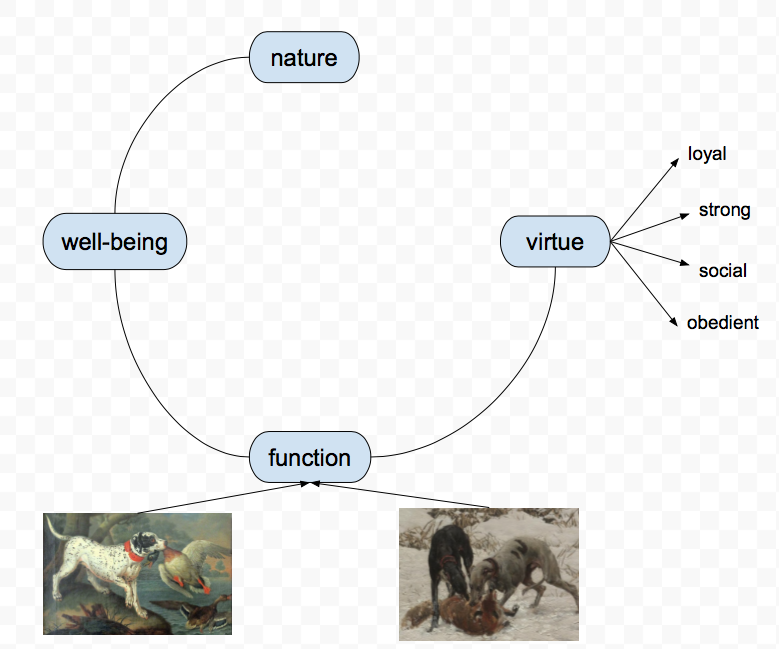 nature
loyal
strong
well-being
virtue
social
obedient
function